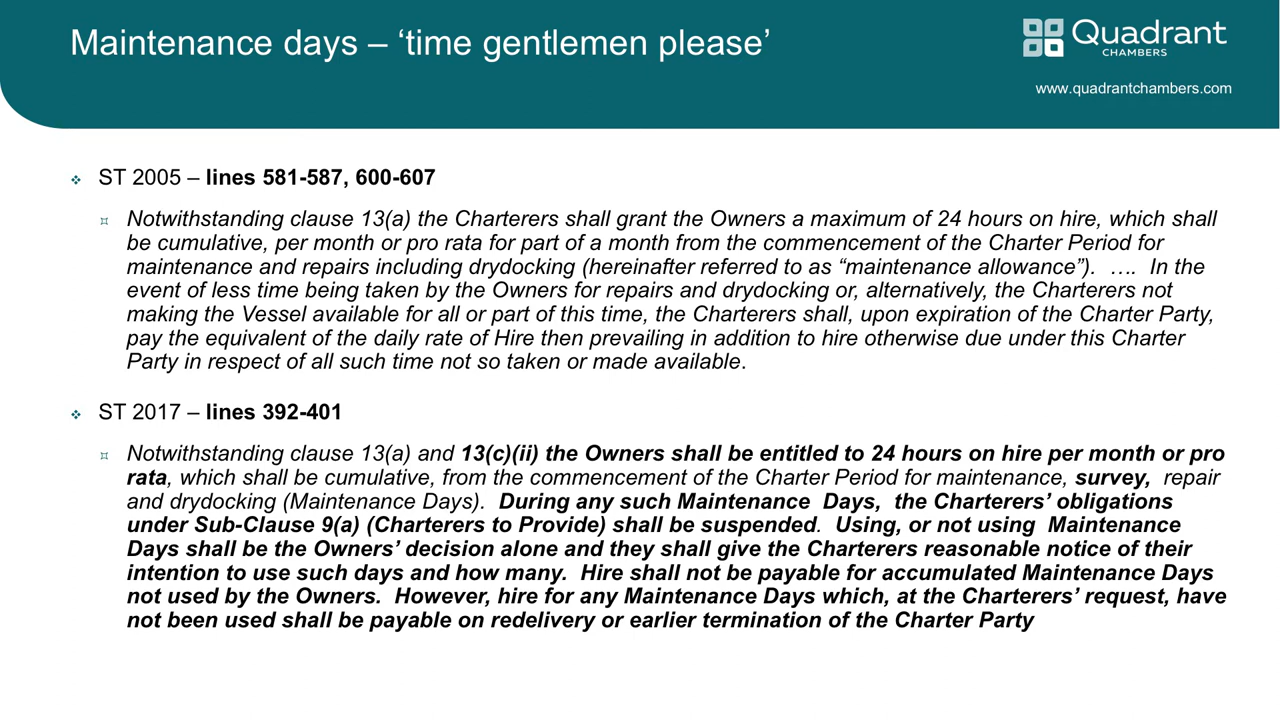 Maintenance days – ‘time gentlemen please’
Quadrant
CHAMBERS
www.quadrantchambers.com
ST 2005 – lines 581-587, 600-607
Notwithstanding clause 13(a) the Charterers shall grant the Owners a maximum of 24 hours on hire, which shall
be cumulative, per month or pro rata for part of a month from the commencement of the Charter Period for
maintenance and repairs including drydocking (hereinafter referred to as “maintenance allowance”). …. In the
event of less time being taken by the Owners for repairs and drydocking or, alternatively, the Charterers not
making the Vessel available for all or part of this time, the Charterers shall, upon expiration of the Charter Party,
pay the equivalent of the daily rate of Hire then prevailing in addition to hire otherwise due under this Charter
Party in respect of all such time not so taken or made available.
ST 2017 – lines 392-401
Notwithstanding clause 13(a) and 13(c)(ii) the Owners shall be entitled to 24 hours on hire per month or pro
rata, which shall be cumulative, from the commencement of the Charter Period for maintenance, survey, repair
and drydocking (Maintenance Days). During any such Maintenance Days, the Charterers’ obligations
under Sub-Clause 9(a) (Charterers to Provide) shall be suspended. Using, or not using Maintenance
Days shall be the Owners’ decision alone and they shall give the Charterers reasonable notice of their
intention to use such days and how many. Hire shall not be payable for accumulated Maintenance Days
not used by the Owners. However, hire for any Maintenance Days which, at the Charterers’ request, have
not been used shall be payable on redelivery or earlier termination of the Charter Party